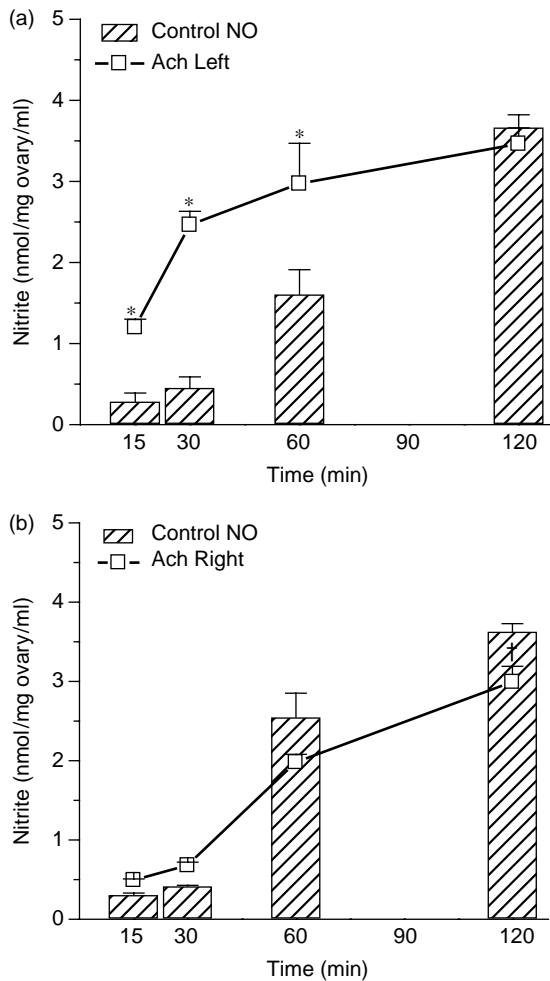 (a)
5
Control NO
Ach Left
4
*
*
3
2
*
1
0
Nitrite (nmol/mg ovary/ml)
15 30 60 90 120
Time (min)
(b)
5
Control NO
Ach Right
4
†
3
2
1
0
Nitrite (nmol/mg ovary/ml)
15 30 60 90 120
Time (min)